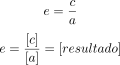 e = c/a
e = [c]/[a] = [resultado]